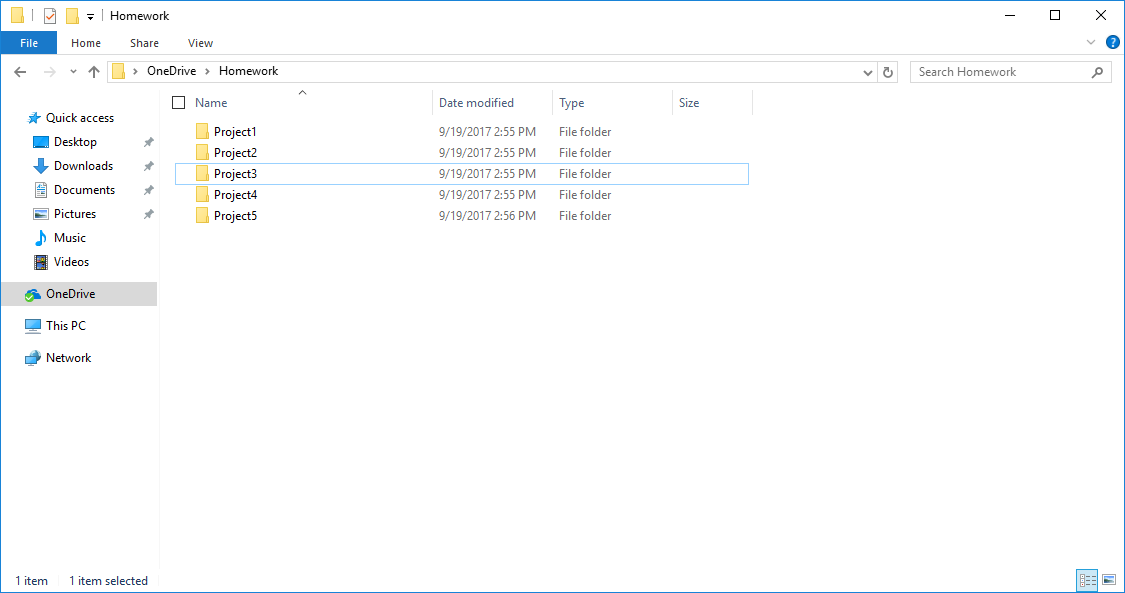 Homework
File Home Share View
OneDrive > Homework Search Homework
Name Date modified Type Size
Quick access
Desktop
Downloads
Documents
Pictures
Music
Videos
OneDrive
This PC
Network
Project1 9/19/2017 2:55 PM File folder
Project2 9/19/2017 2:55 PM File folder
Project3 9/19/2017 2:55 PM File folder
Project4 9/19/2017 2:55 PM File folder
Project5 9/19/2017 2:56 PM File folder
1 item 1 item selected